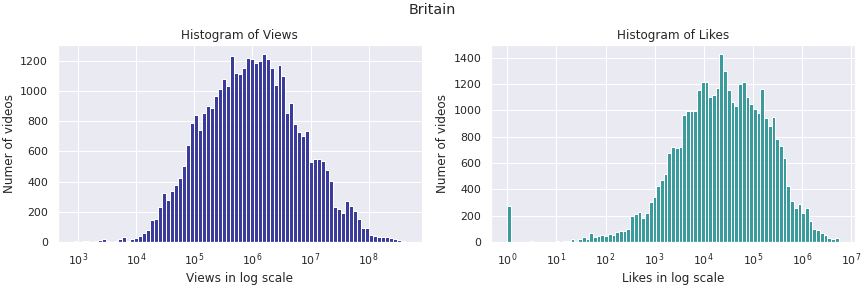 Britain
Histogram of Views
Numer of videos
1200
1000
800
600
400
200
0
10^3 10^4 10^5 10^6 10^7 10^8
Views in log scale
Histogram of Likes
Numer of videos
1400
1200
1000
800
600
400
200
0
10^0 10^1 10^2 10^3 10^4 10^5 10^6 10^7
Likes in log scale